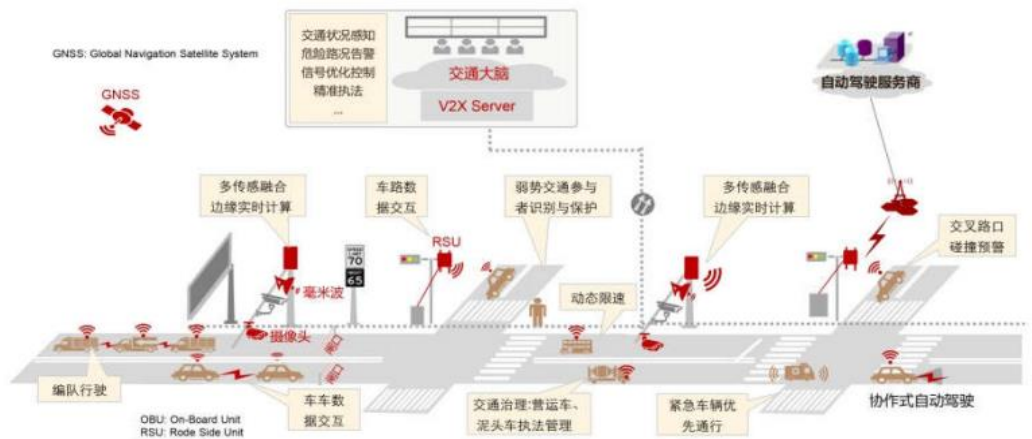 GNSS: Global Navigation Satellite System
GNSS
交通状况感知
危险路况告警
信号优化控制
精准执法
...
交通大脑
V2X Server
自动驾驶服务商
多传感融合
边缘实时计算
车路数
据交互
弱势交通参与
者识别与保护
多传感融合
边缘实时计算
交叉路口
碰撞预警
RSU
70
65
毫米波
摄像头
动态限速
编队行驶
车车数
据交互
交通治理:营运车、
泥头车执法管理
紧急车辆优
先通行
协作式自动驾驶
OBU: On-Board Unit
RSU: Rode Side Unit